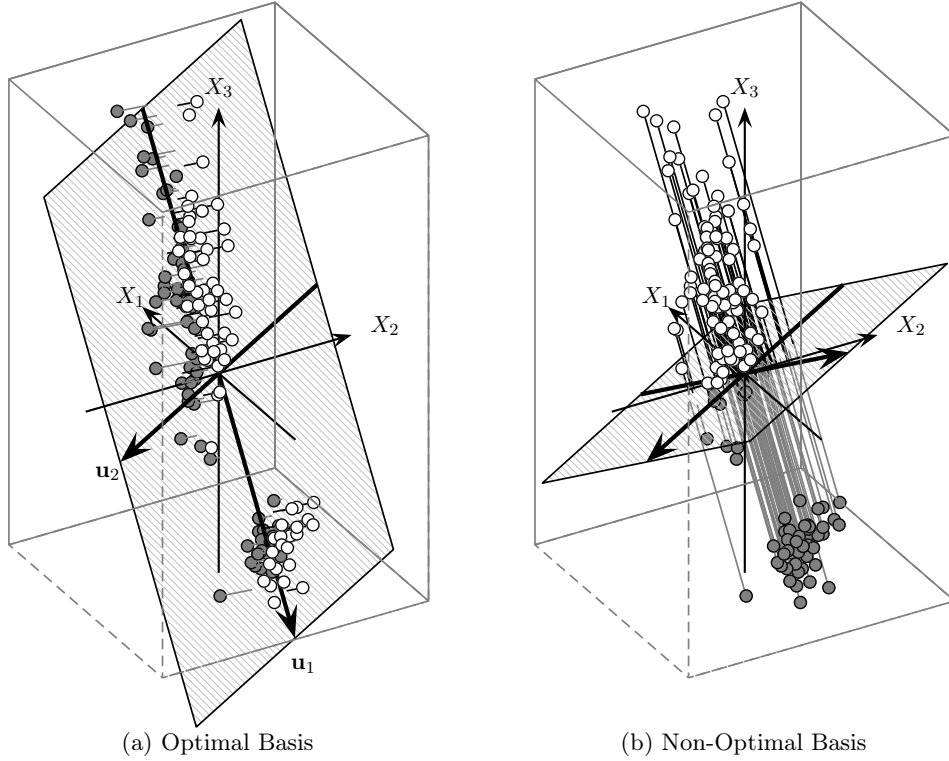 X3
X3
X1
X2
X1
X2
u2
u1
(a) Optimal Basis
(b) Non-Optimal Basis